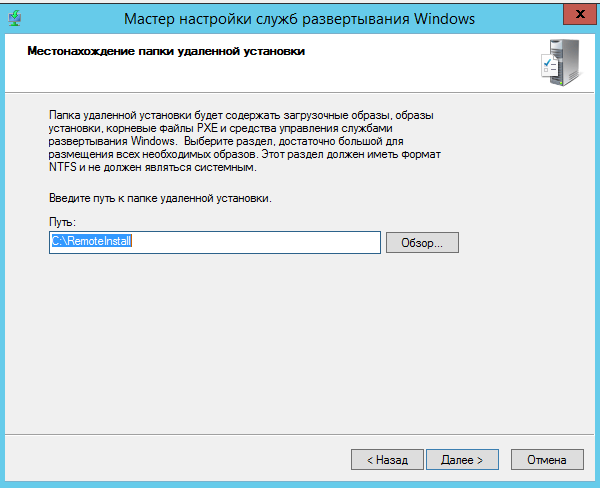 Мастер настройки служб развертывания Windows
x
Местонахождение папки удаленной установки
Папка удаленной установки будет содержать загрузочные образы, образы
установки, корневые файлы PXE и средства управления службами
развертывания Windows. Выберите раздел, достаточно большой для
размещения всех необходимых образов. Этот раздел должен иметь формат
NTFS и не должен являться системным.
Введите путь к папке удаленной установки.
Путь:
C:\RemoteInstall
Обзор...
< Назад
Далее >
Отмена